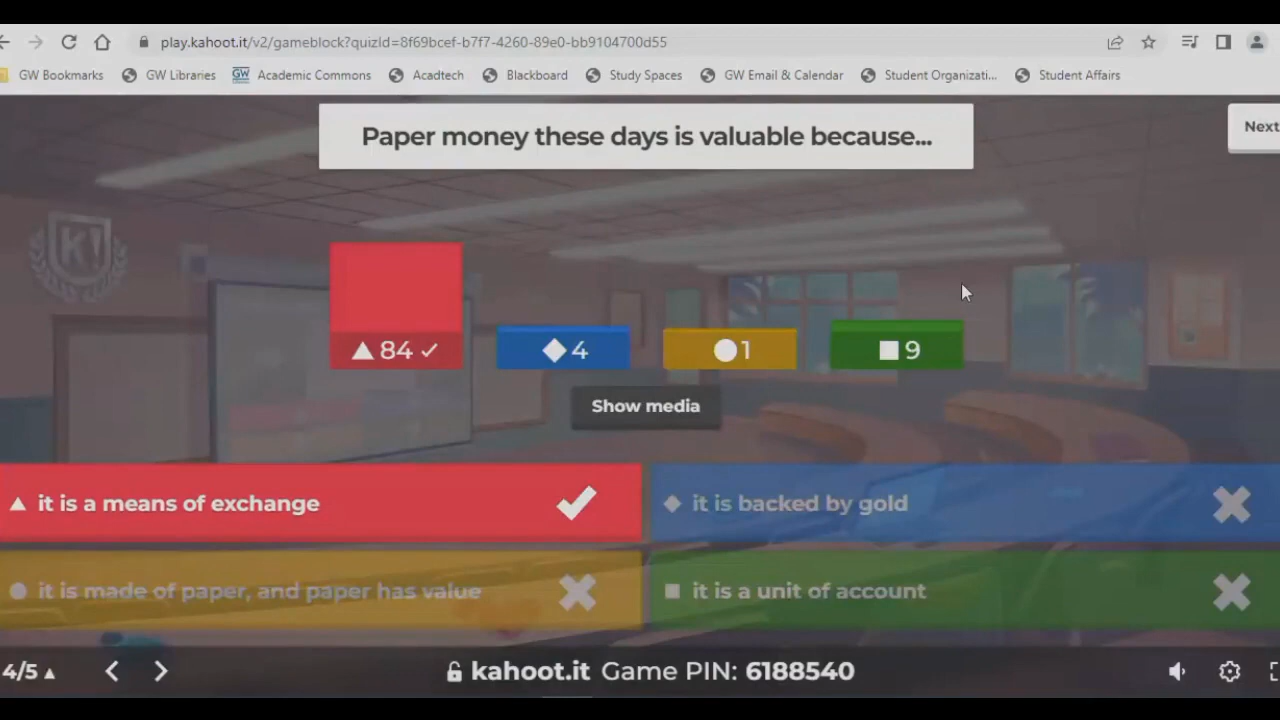 play.kahoot.it/v2/gameblock?quizId=8f69bcef-b7f7-4260-89e0-bb9104700d55
GW Bookmarks GW Libraries GW Academic Commons Acadtech Blackboard Study Spaces GW Email & Calendar Student Organizati... Student Affairs
Paper money these days is valuable because...
Next
K!
84 4 1 9
Show media
it is a means of exchange
it is backed by gold
it is made of paper, and paper has value
it is a unit of account
4/5 kahoot.it Game PIN: 6188540